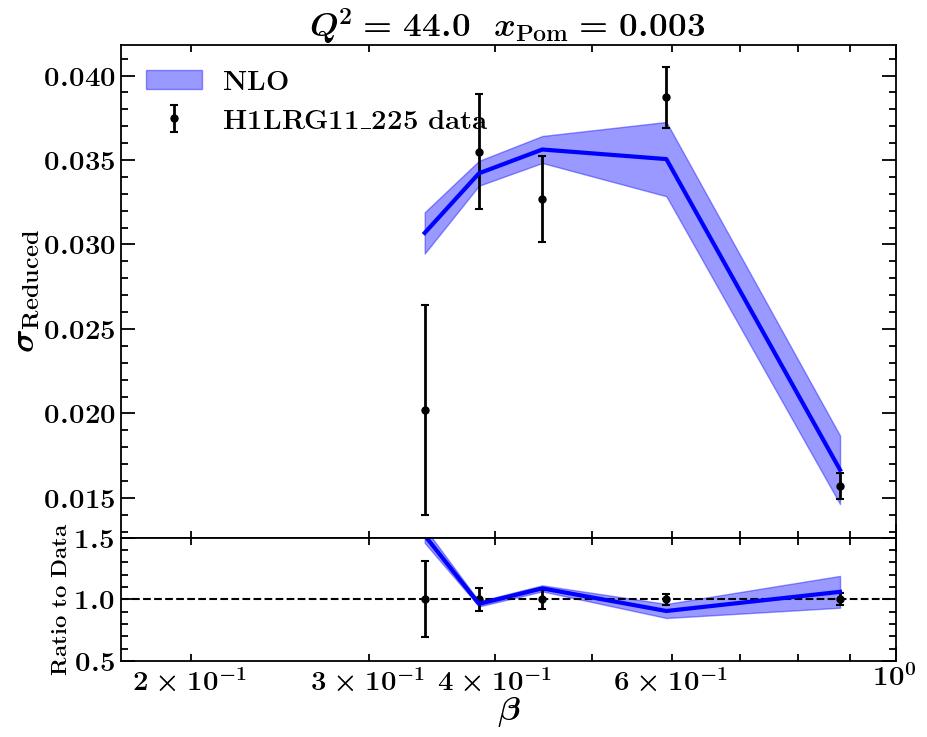 Q² = 44.0 x_Pom = 0.003
NLO
H1LRG11_225 data
0.040
0.035
0.030
0.025
0.020
0.015
σ_Reduced
1.5
1.0
0.5
Ratio to Data
2 × 10⁻¹ 3 × 10⁻¹ 4 × 10⁻¹ 6 × 10⁻¹ 10⁰
β